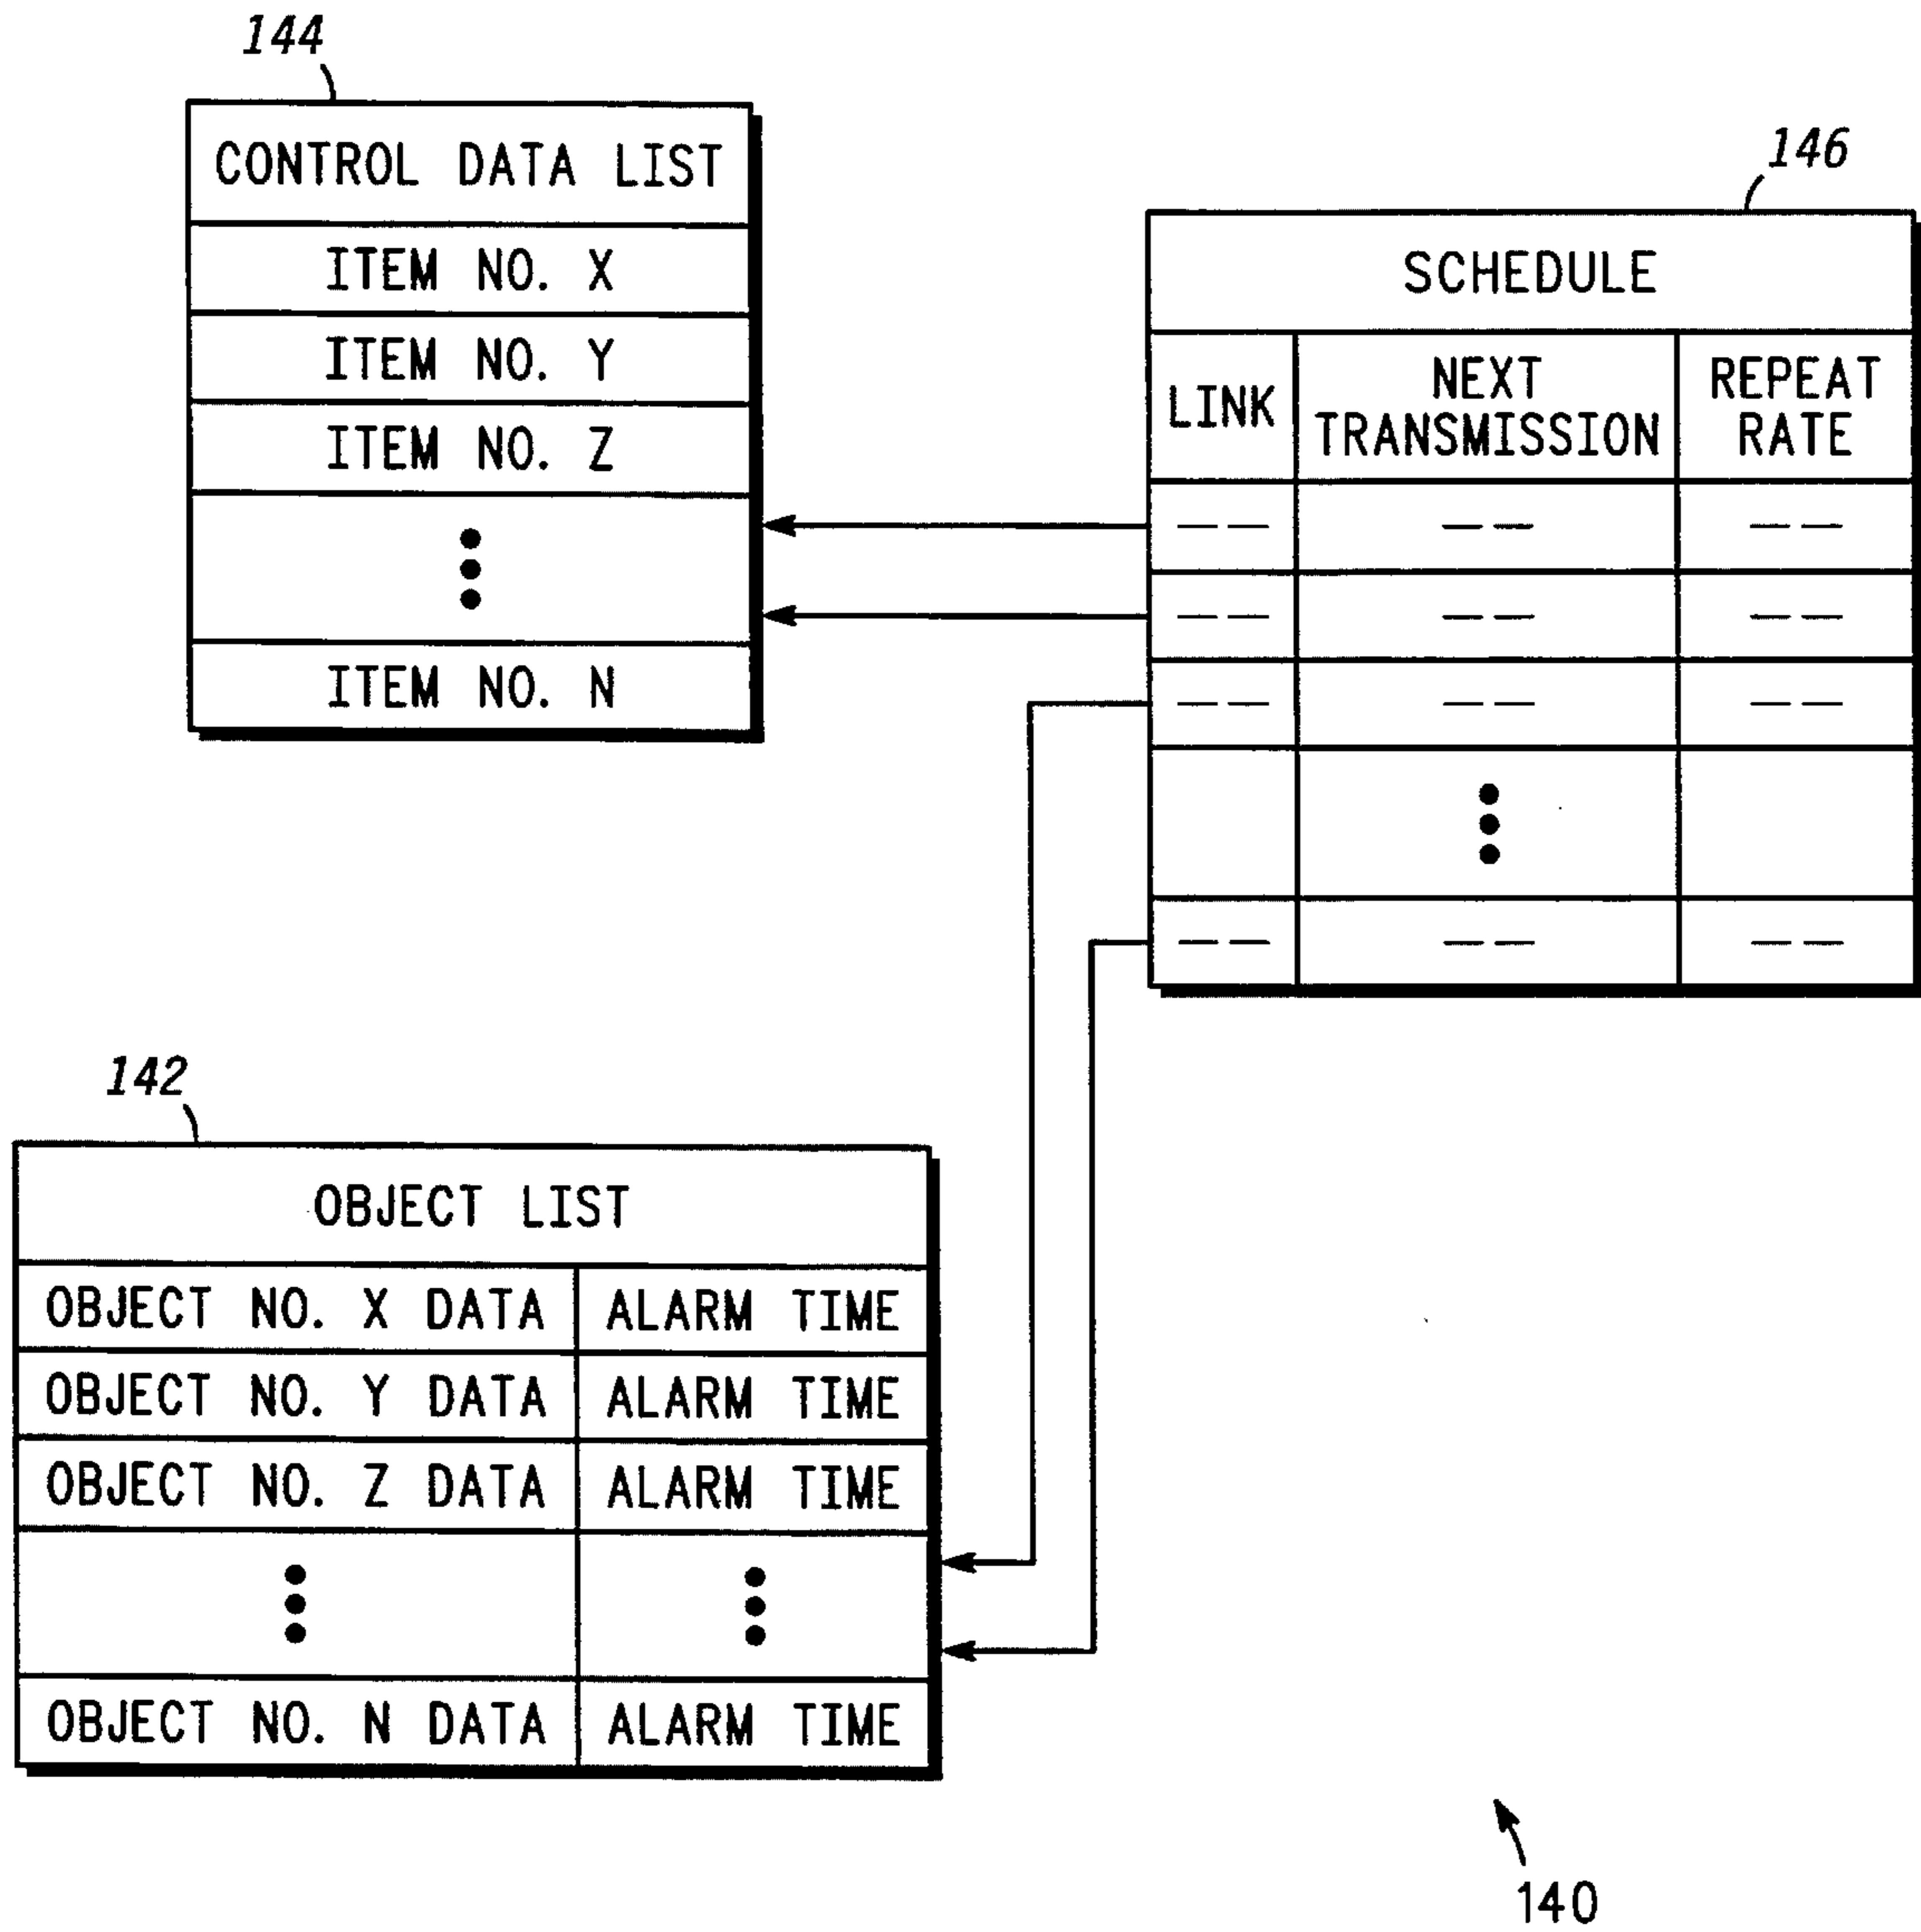 144
CONTROL DATA LIST
ITEM NO. X
ITEM NO. Y
ITEM NO. Z
ITEM NO. N
146
SCHEDULE
LINK
NEXT
TRANSMISSION
REPEAT
RATE
142
OBJECT LIST
OBJECT NO. X DATA ALARM TIME
OBJECT NO. Y DATA ALARM TIME
OBJECT NO. Z DATA ALARM TIME
OBJECT NO. N DATA ALARM TIME
140